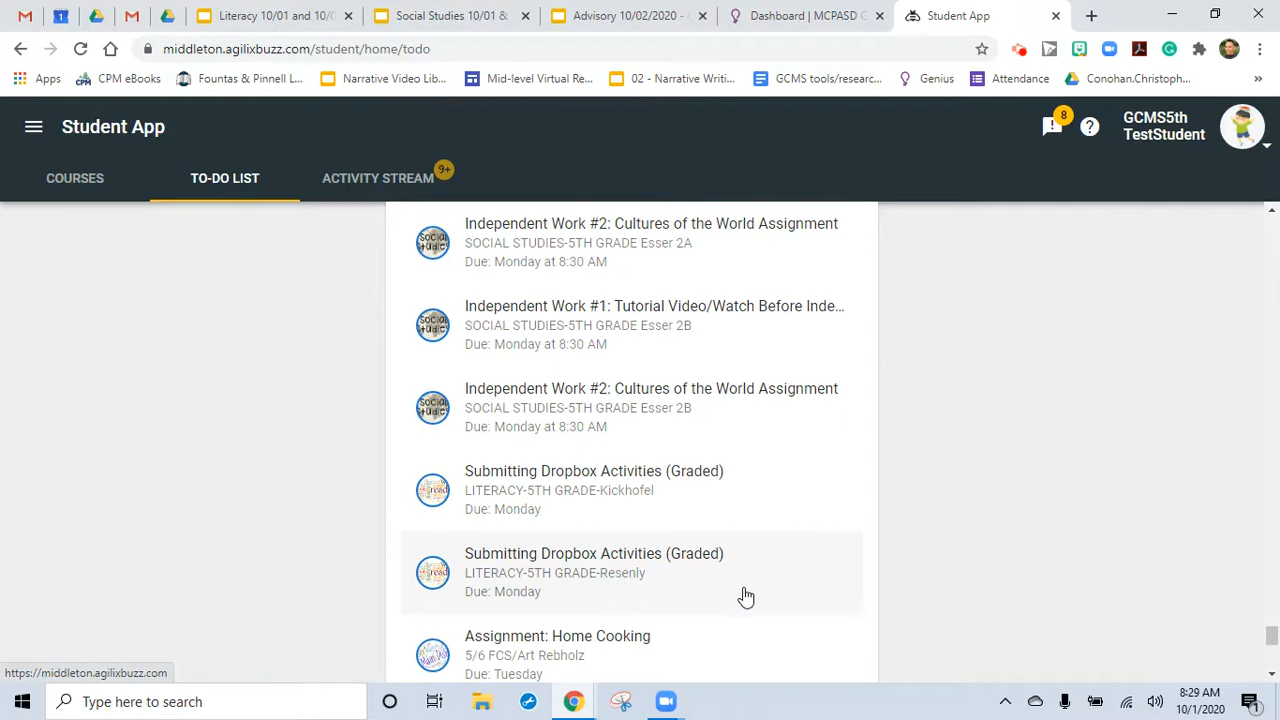 Literacy 10/01 and 10/0
Social Studies 10/01 &
Advisory 10/02/2020 -
Dashboard | MCPASD G
Student App
middleton.agilixbuzz.com/student/home/todo
Apps
CPM eBooks
Fountas & Pinnell L...
Narrative Video Lib...
Mid-level Virtual Re...
02 - Narrative Writi...
GCMS tools/researc...
Genius
Attendance
Conohan.Christoph...
Student App
8
GCMS5th
TestStudent
COURSES
TO-DO LIST
ACTIVITY STREAM
9+
Independent Work #2: Cultures of the World Assignment
SOCIAL STUDIES-5TH GRADE Esser 2A
Due: Monday at 8:30 AM
Independent Work #1: Tutorial Video/Watch Before Inde...
SOCIAL STUDIES-5TH GRADE Esser 2B
Due: Monday at 8:30 AM
Independent Work #2: Cultures of the World Assignment
SOCIAL STUDIES-5TH GRADE Esser 2B
Due: Monday at 8:30 AM
Submitting Dropbox Activities (Graded)
LITERACY-5TH GRADE-Kickhofel
Due: Monday
Submitting Dropbox Activities (Graded)
LITERACY-5TH GRADE-Resenly
Due: Monday
Assignment: Home Cooking
5/6 FCS/Art Rebholz
Due: Tuesday
https://middleton.agilixbuzz.com
Type here to search
8:29 AM
10/1/2020